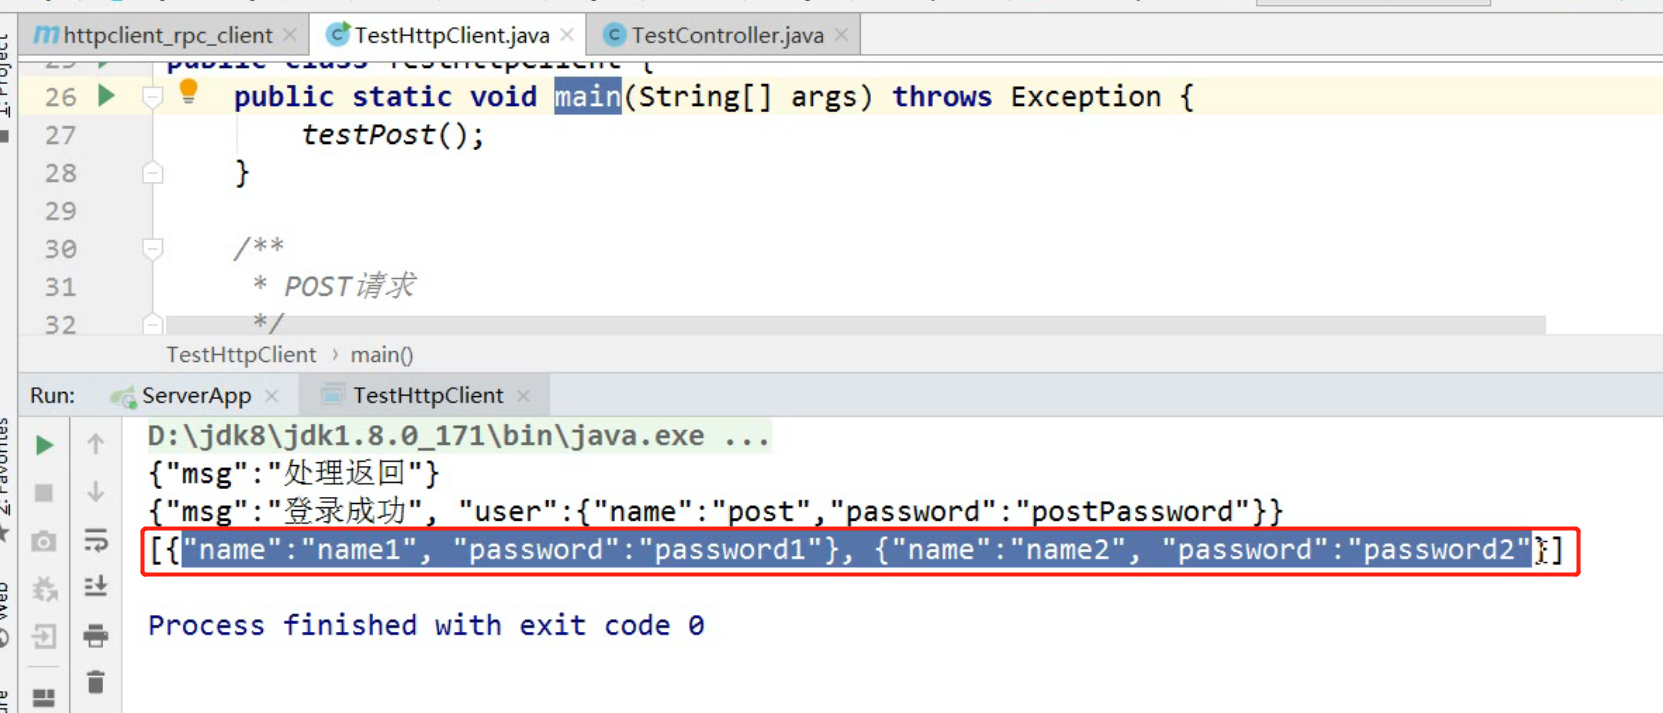 httpclient_rpc_client TestHttpClient.java TestController.java
1: Project
25 public class TestHttpClient {
26 public static void main(String[] args) throws Exception {
27 testPost();
28 }
29
30 /**
31 * POST请求
32 */
TestHttpClient › main()
Run: ServerApp TestHttpClient
D:\jdk8\jdk1.8.0_171\bin\java.exe ...
{"msg":"处理返回"}
{"msg":"登录成功", "user":{"name":"post","password":"postPassword"}}
[{"name":"name1", "password":"password1"}, {"name":"name2", "password":"password2"}]
Process finished with exit code 0
2: Favorites
Web